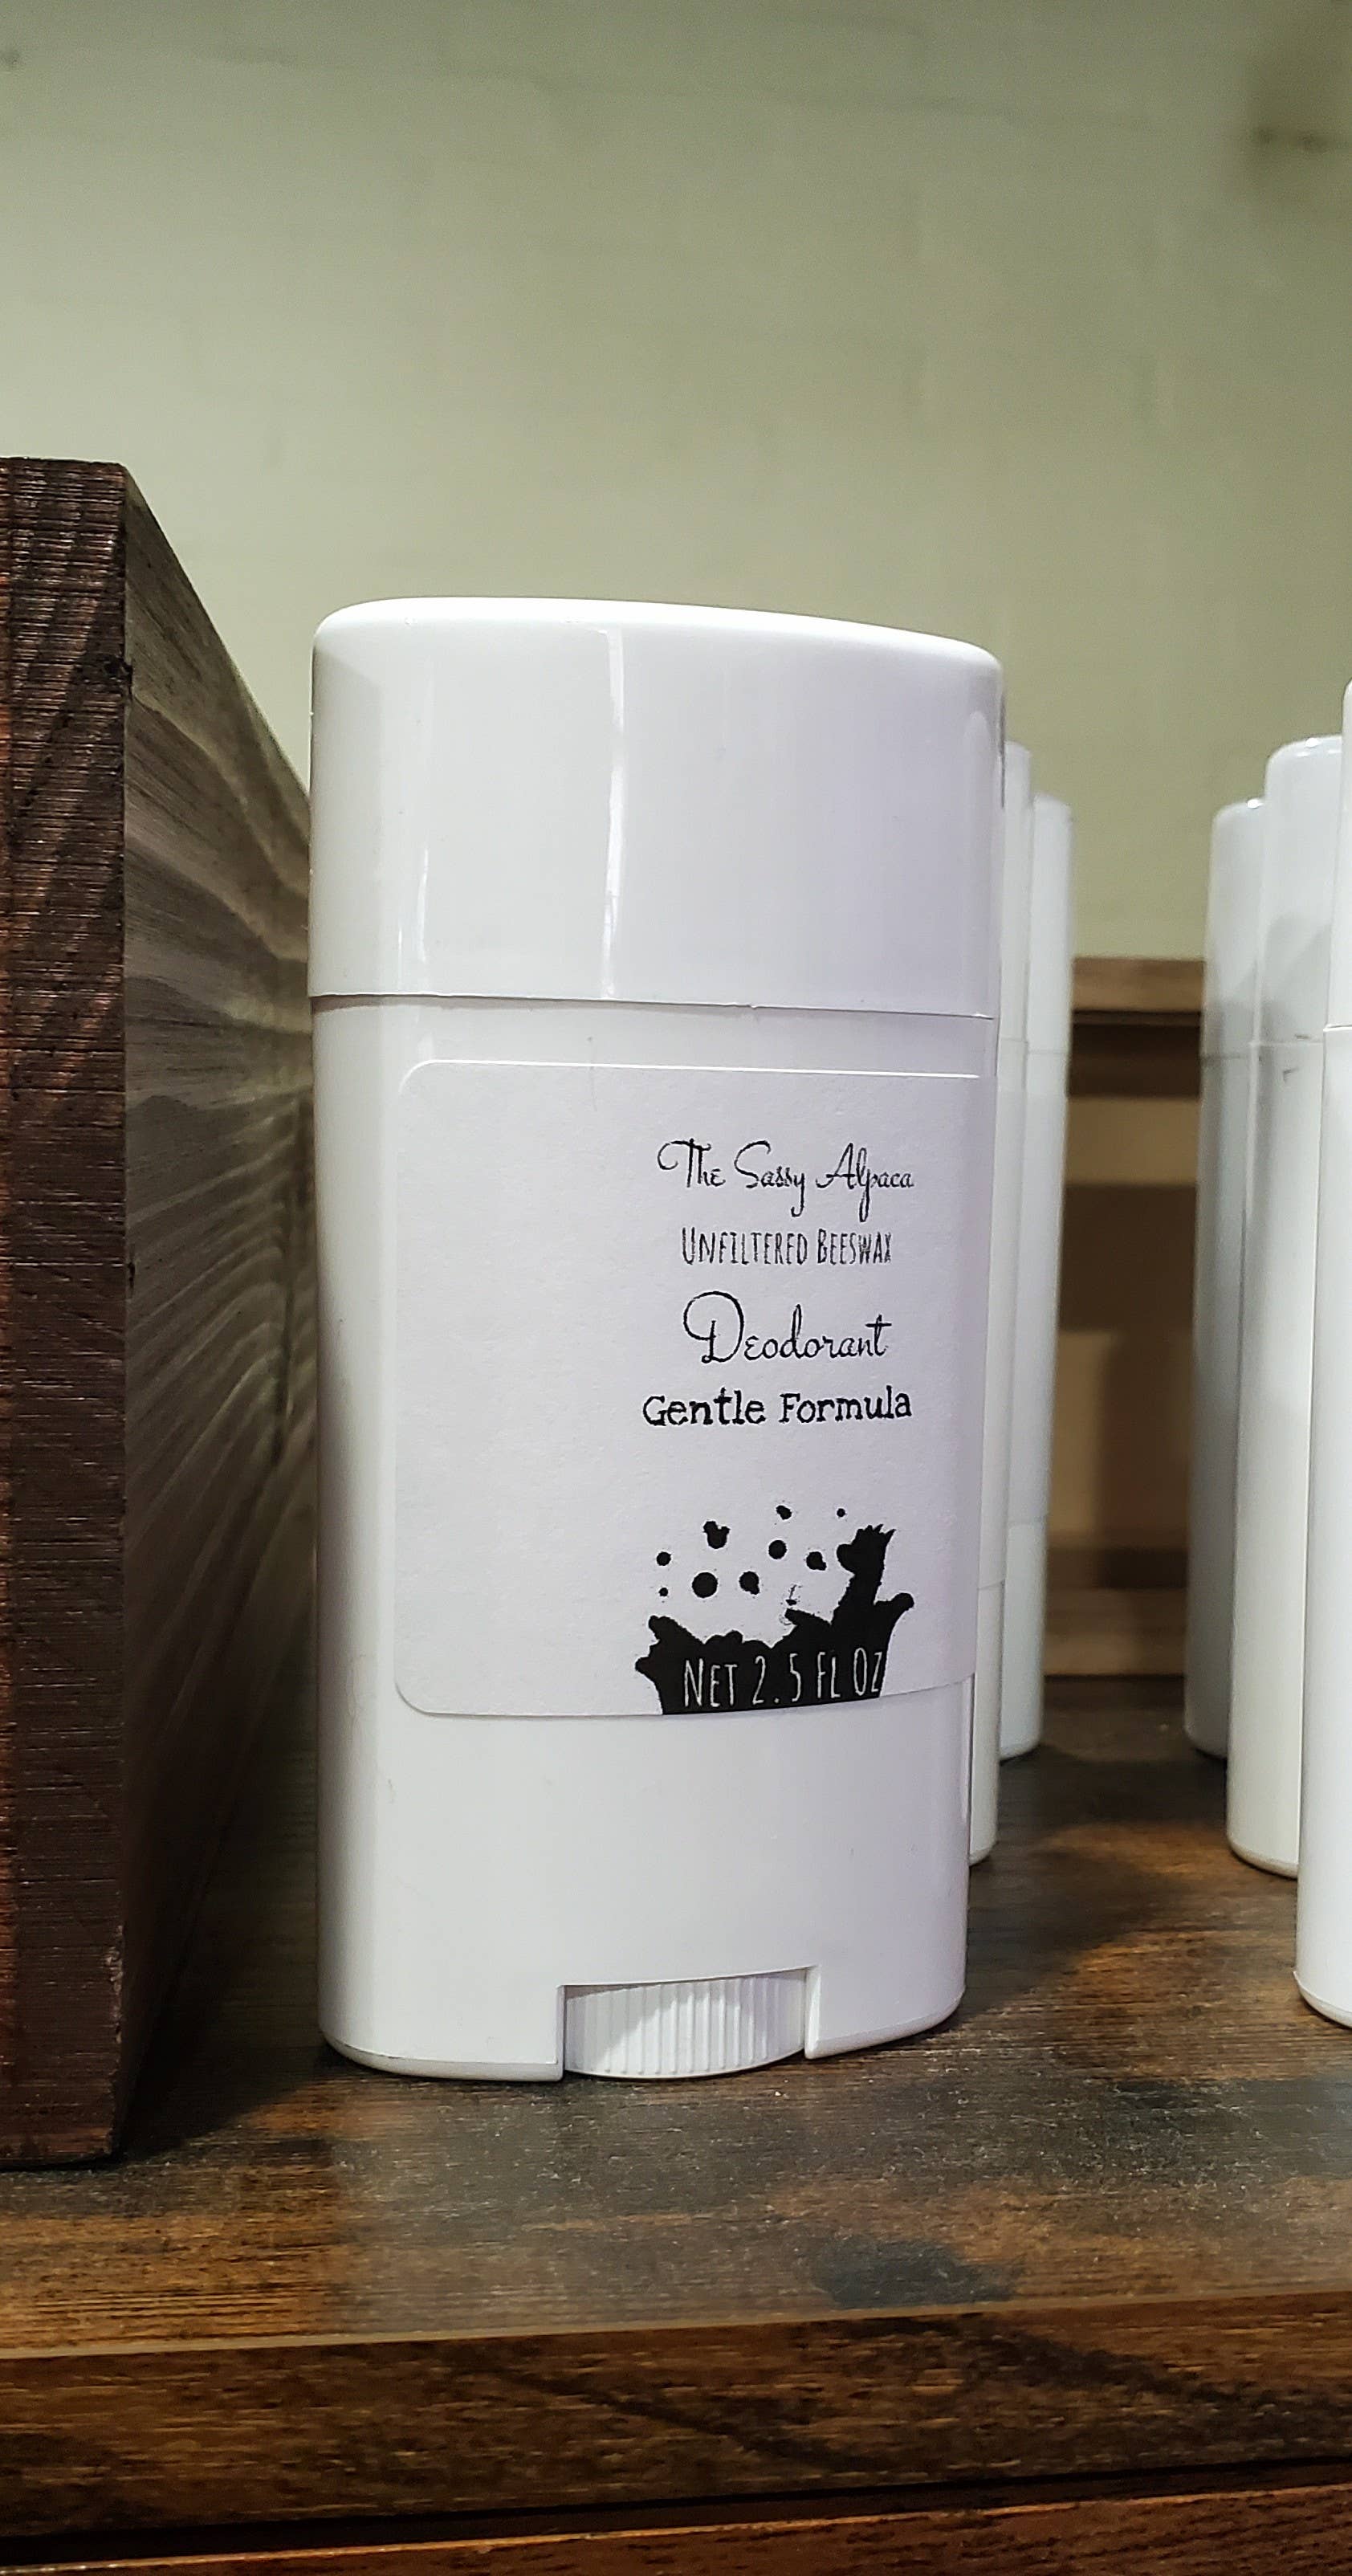 The Sassy Alpaca
Unfiltered Beeswax
Deodorant
Gentle Formula
Net 2.5 fl Oz